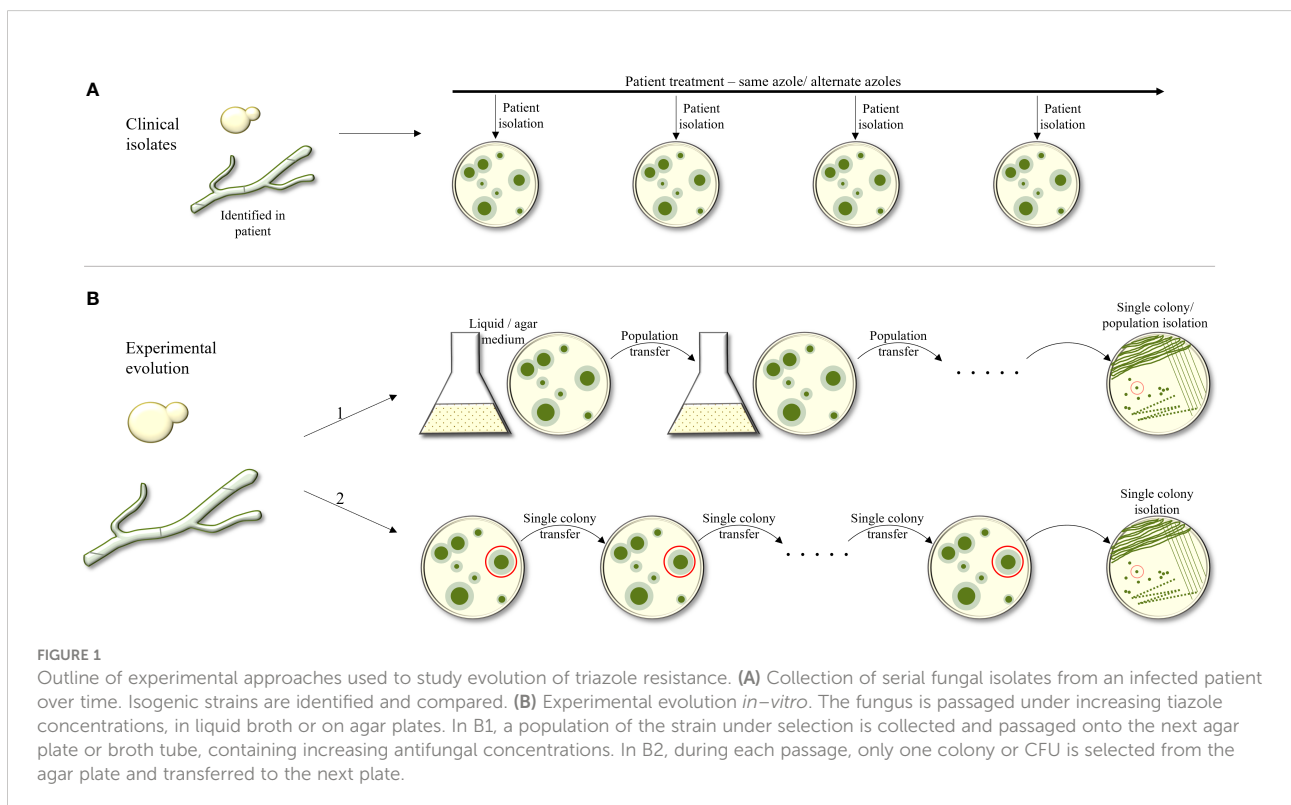 A
Patient treatment – same azole/ alternate azoles
Clinical
isolates
Identified in
patient
Patient
isolation
Patient
isolation
Patient
isolation
Patient
isolation
B
Experimental
evolution
1
2
Liquid / agar
medium
Population
transfer
Population
transfer
. . . . .
Single colony/
population isolation
Single colony
transfer
Single colony
transfer
. . . . .
Single colony
transfer
Single colony
isolation
FIGURE 1
Outline of experimental approaches used to study evolution of triazole resistance. (A) Collection of serial fungal isolates from an infected patient
over time. Isogenic strains are identified and compared. (B) Experimental evolution in–vitro. The fungus is passaged under increasing tiazole
concentrations, in liquid broth or on agar plates. In B1, a population of the strain under selection is collected and passaged onto the next agar
plate or broth tube, containing increasing antifungal concentrations. In B2, during each passage, only one colony or CFU is selected from the
agar plate and transferred to the next plate.